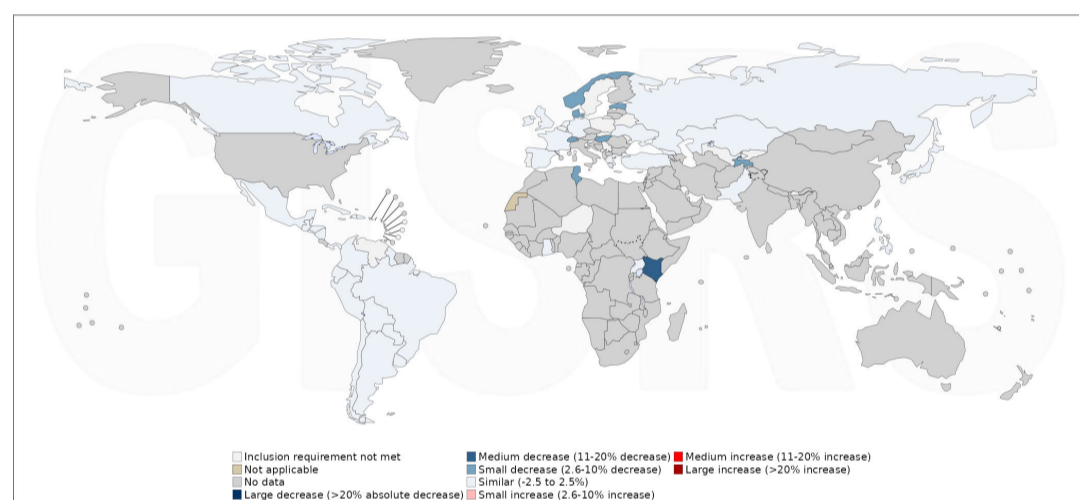 GISRS
Inclusion requirement not met
Not applicable
No data
Large decrease (>20% absolute decrease)
Medium decrease (11-20% decrease)
Small decrease (2.6-10% decrease)
Similar (-2.5 to 2.5%)
Small increase (2.6-10% increase)
Medium increase (11-20% increase)
Large increase (>20% increase)